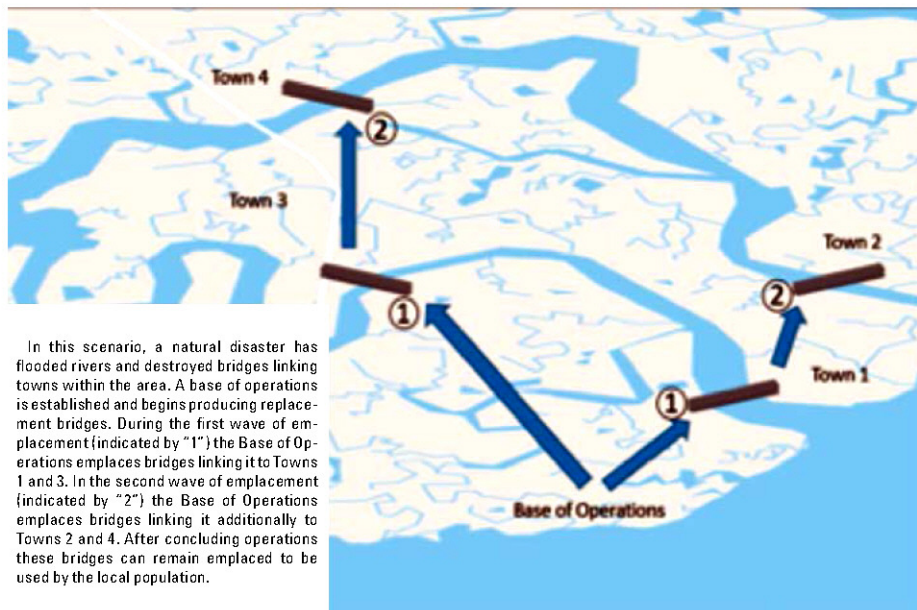 Town 4
2
Town 3
Town 2
2
1
Town 1
1
Base of Operations
In this scenario, a natural disaster has
flooded rivers and destroyed bridges linking
towns within the area. A base of operations
is established and begins producing replace-
ment bridges. During the first wave of em-
placement (indicated by "1") the Base of Op-
erations emplaces bridges linking it to Towns
1 and 3. In the second wave of emplacement
(indicated by "2") the Base of Operations
emplaces bridges linking it additionally to
Towns 2 and 4. After concluding operations
these bridges can remain emplaced to be
used by the local population.